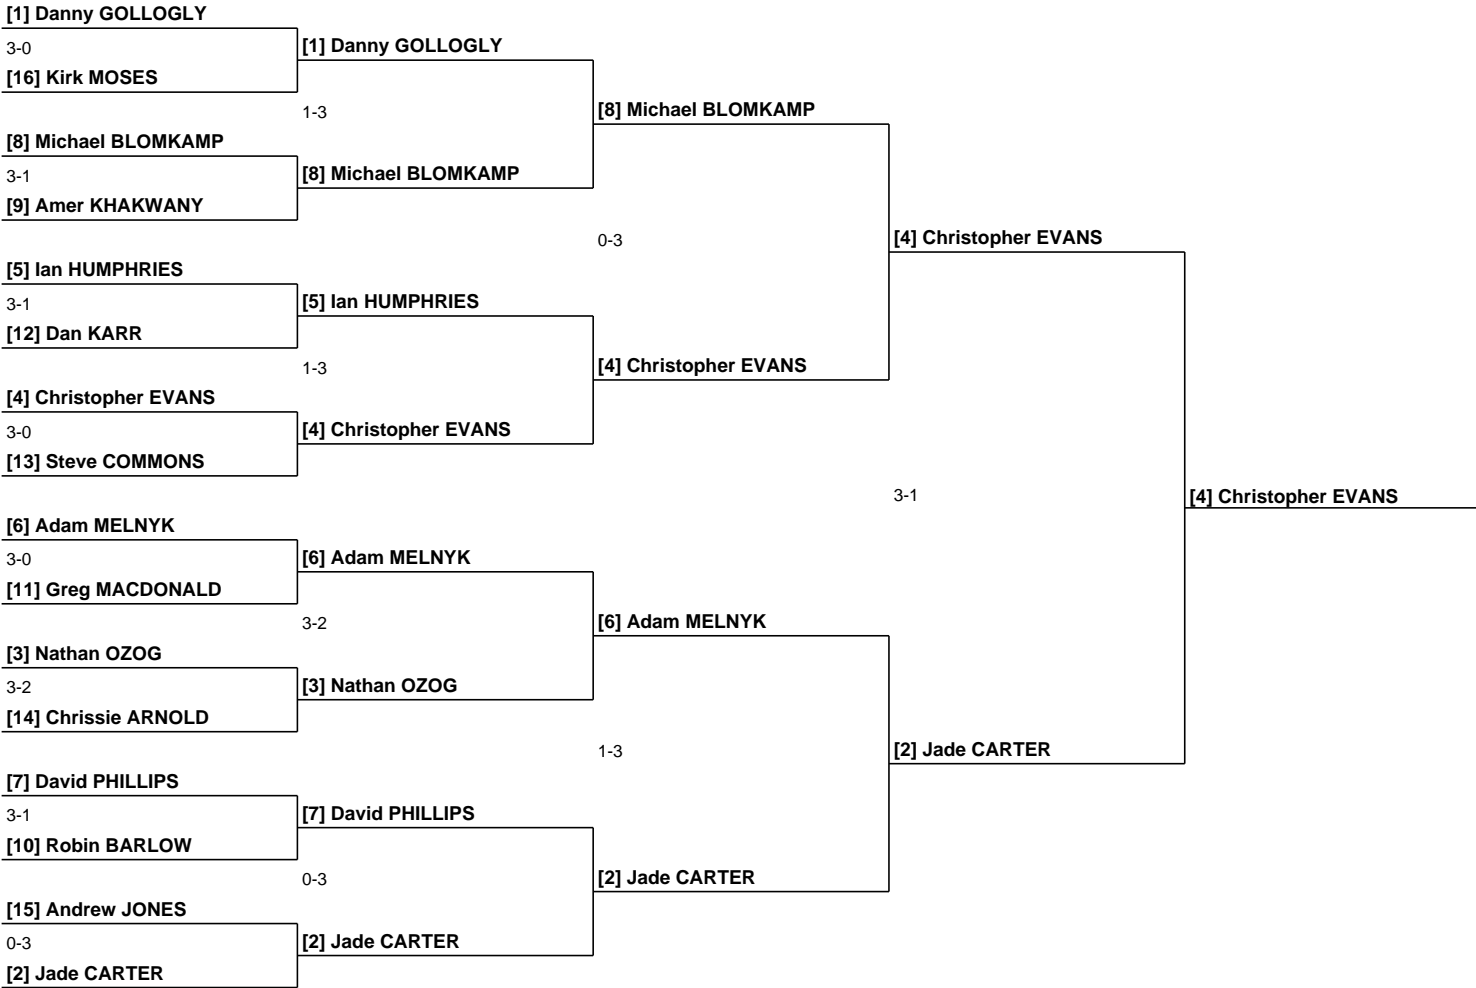 [1] Danny GOLLOGLY
3-0
[16] Kirk MOSES
[8] Michael BLOMKAMP
3-1
[9] Amer KHAKWANY
[5] Ian HUMPHRIES
3-1
[12] Dan KARR
[4] Christopher EVANS
3-0
[13] Steve COMMONS
[6] Adam MELNYK
3-0
[11] Greg MACDONALD
[3] Nathan OZOG
3-2
[14] Chrissie ARNOLD
[7] David PHILLIPS
3-1
[10] Robin BARLOW
[15] Andrew JONES
0-3
[2] Jade CARTER
[1] Danny GOLLOGLY
1-3
[8] Michael BLOMKAMP
[5] Ian HUMPHRIES
1-3
[4] Christopher EVANS
[6] Adam MELNYK
3-2
[3] Nathan OZOG
[7] David PHILLIPS
0-3
[2] Jade CARTER
[8] Michael BLOMKAMP
0-3
[4] Christopher EVANS
[6] Adam MELNYK
1-3
[2] Jade CARTER
[4] Christopher EVANS
3-1
[2] Jade CARTER
[4] Christopher EVANS